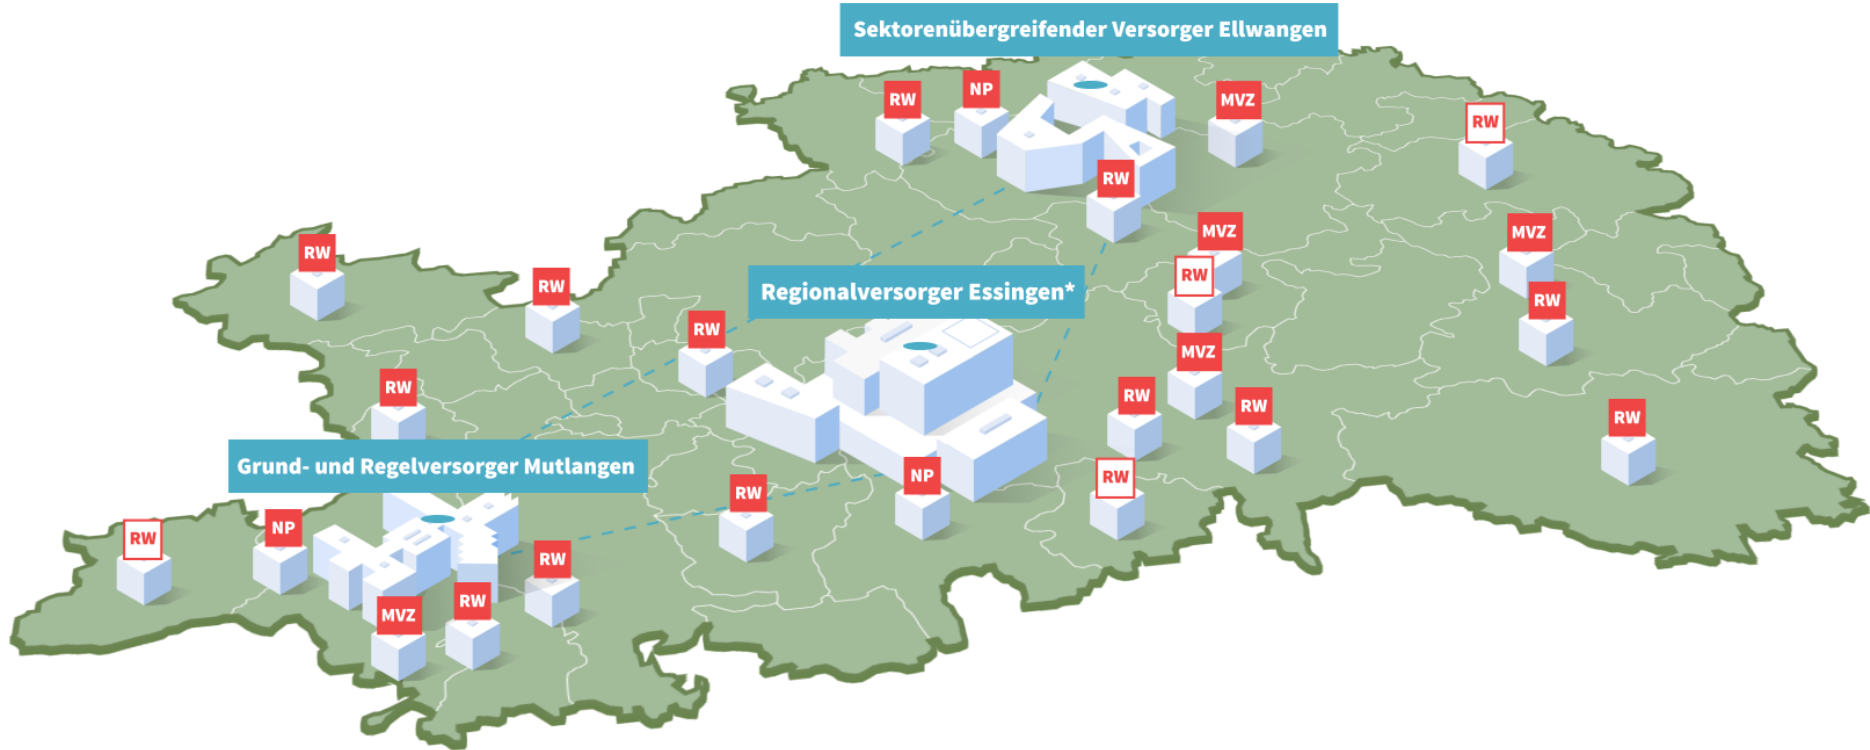 Sektorenübergreifender Versorger Ellwangen
NP
MVZ
RW
RW
RW
MVZ
MVZ
RW
RW
RW
Regionalversorger Essingen*
RW
RW
MVZ
RW
RW
RW
RW
Grund- und Regelversorger Mutlangen
NP
RW
RW
NP
RW
RW
RW
MVZ